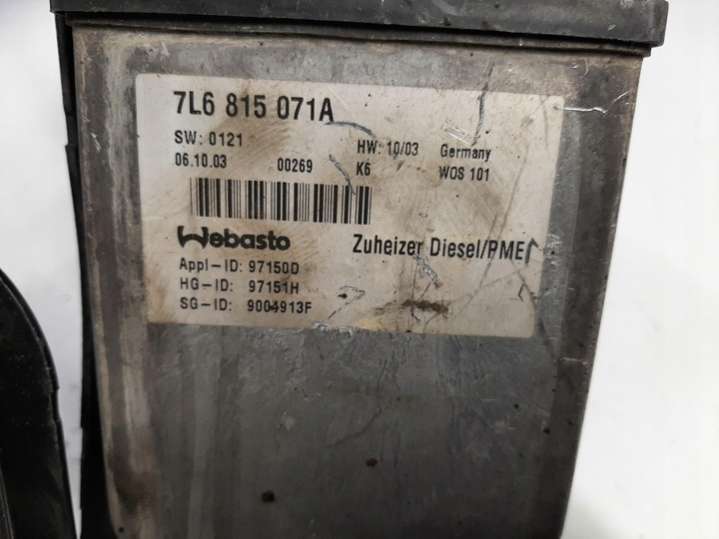 7L6 815 071A
SW: 0121 HW: 10/03 Germany
06.10.03 00269 K6 WOS 101
Webasto Zuheizer Diesel/PME
Appl-ID: 97150D
HG-ID: 97151H
SG-ID: 9004913F